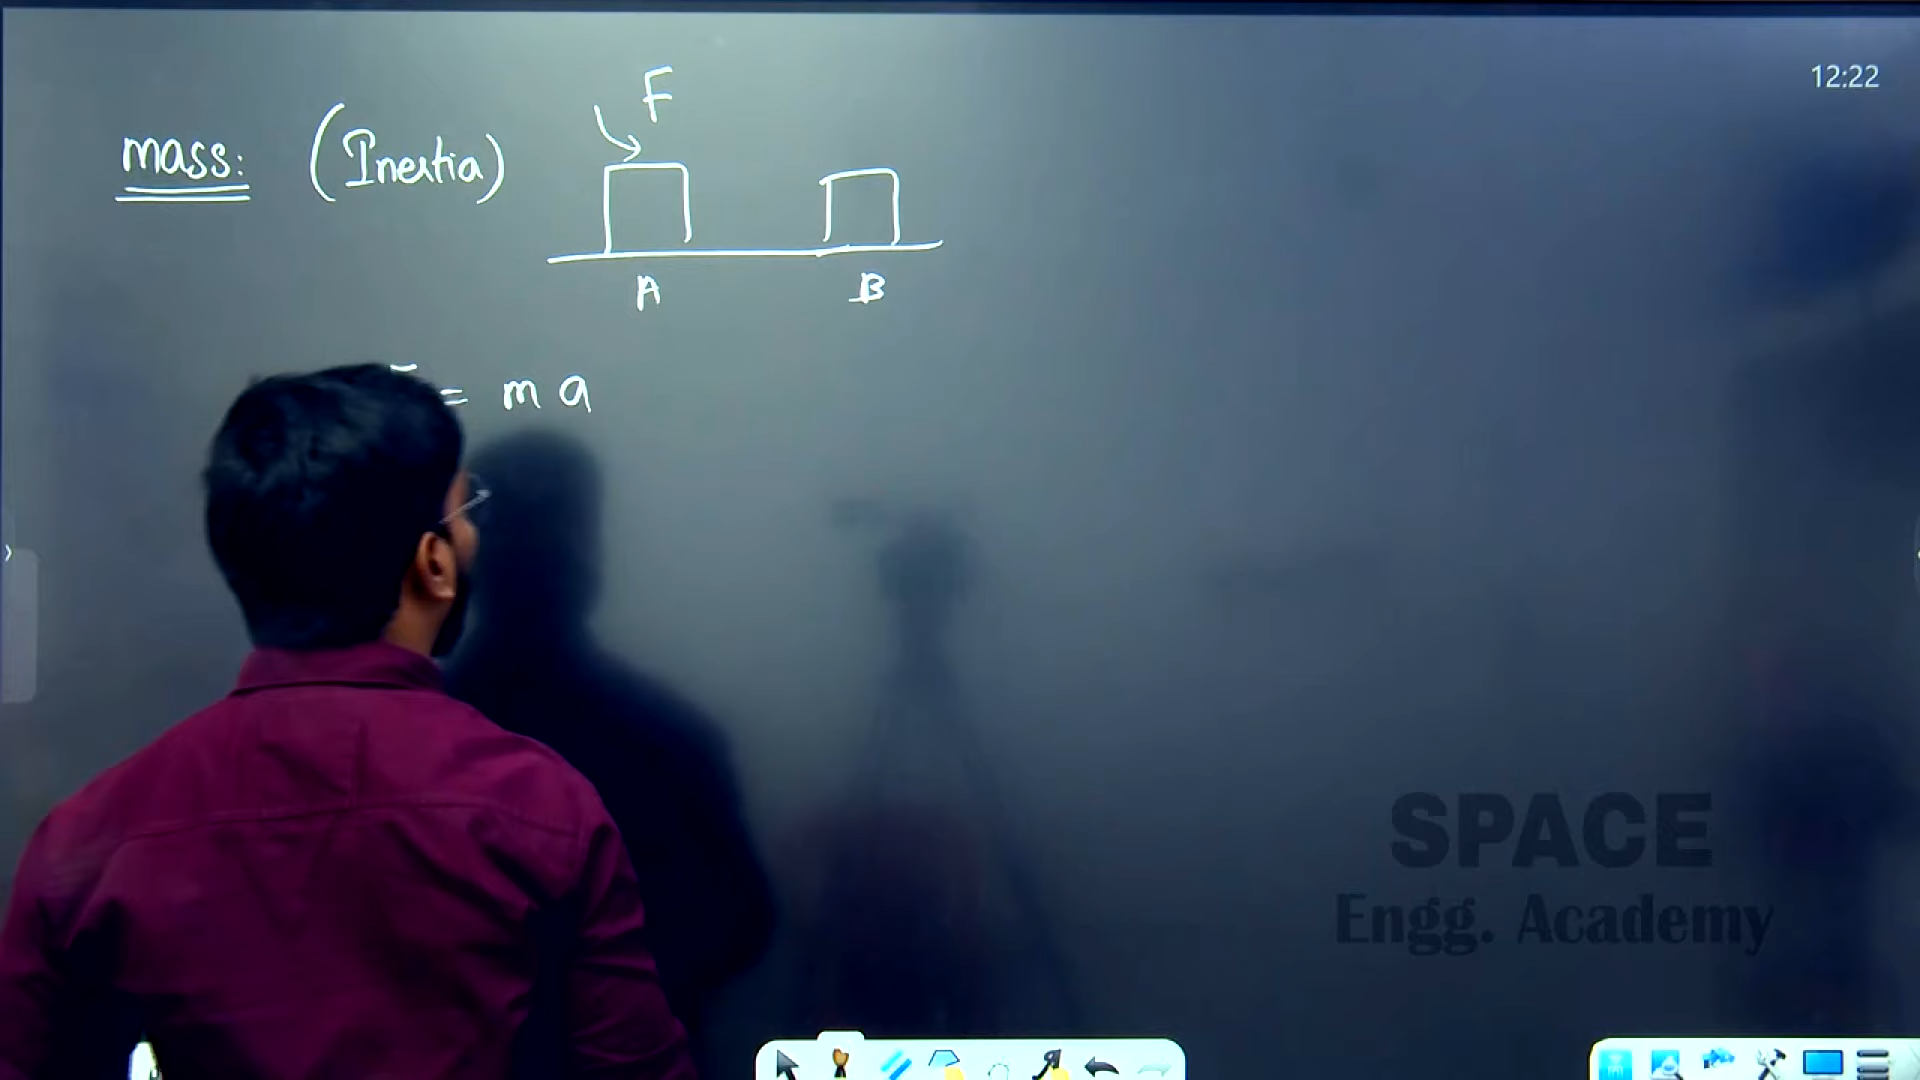 12:22
F
mass: (Inertia)
A B
= m a
SPACE
Engg. Academy